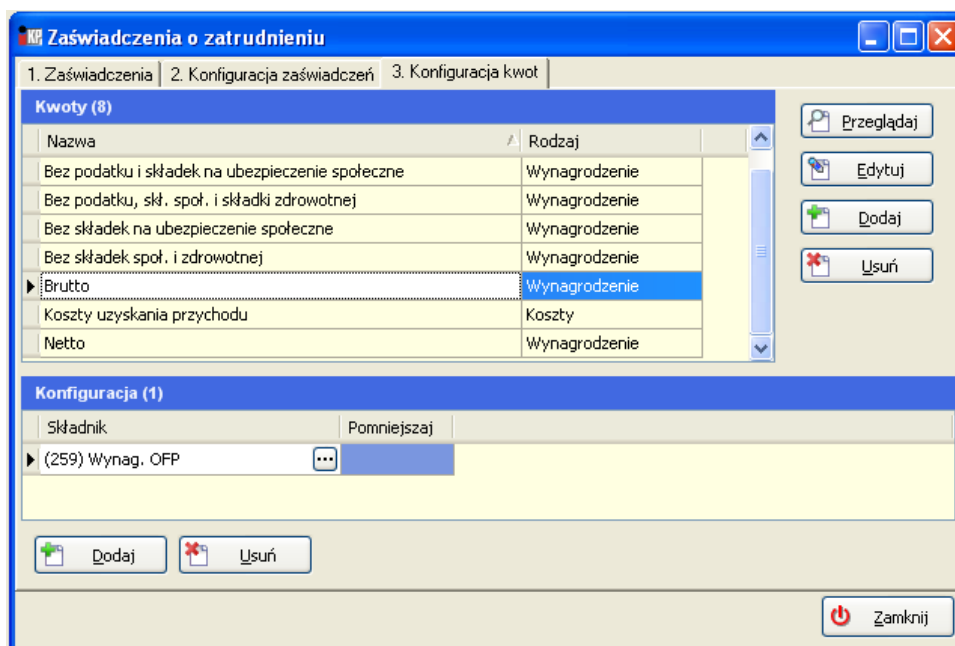 KP Zaświadczenia o zatrudnieniu
1. Zaświadczenia 2. Konfiguracja zaświadczeń 3. Konfiguracja kwot
Kwoty (8)
Nazwa Rodzaj
Bez podatku i składek na ubezpieczenie społeczne Wynagrodzenie
Bez podatku, skł. społ. i składki zdrowotnej Wynagrodzenie
Bez składek na ubezpieczenie społeczne Wynagrodzenie
Bez składek społ. i zdrowotnej Wynagrodzenie
Brutto Wynagrodzenie
Koszty uzyskania przychodu Koszty
Netto Wynagrodzenie
Przeglądaj
Edytuj
Dodaj
Usuń
Konfiguracja (1)
Składnik Pomniejszaj
(259) Wynag. OFP ...
Dodaj Usuń
Zamknij